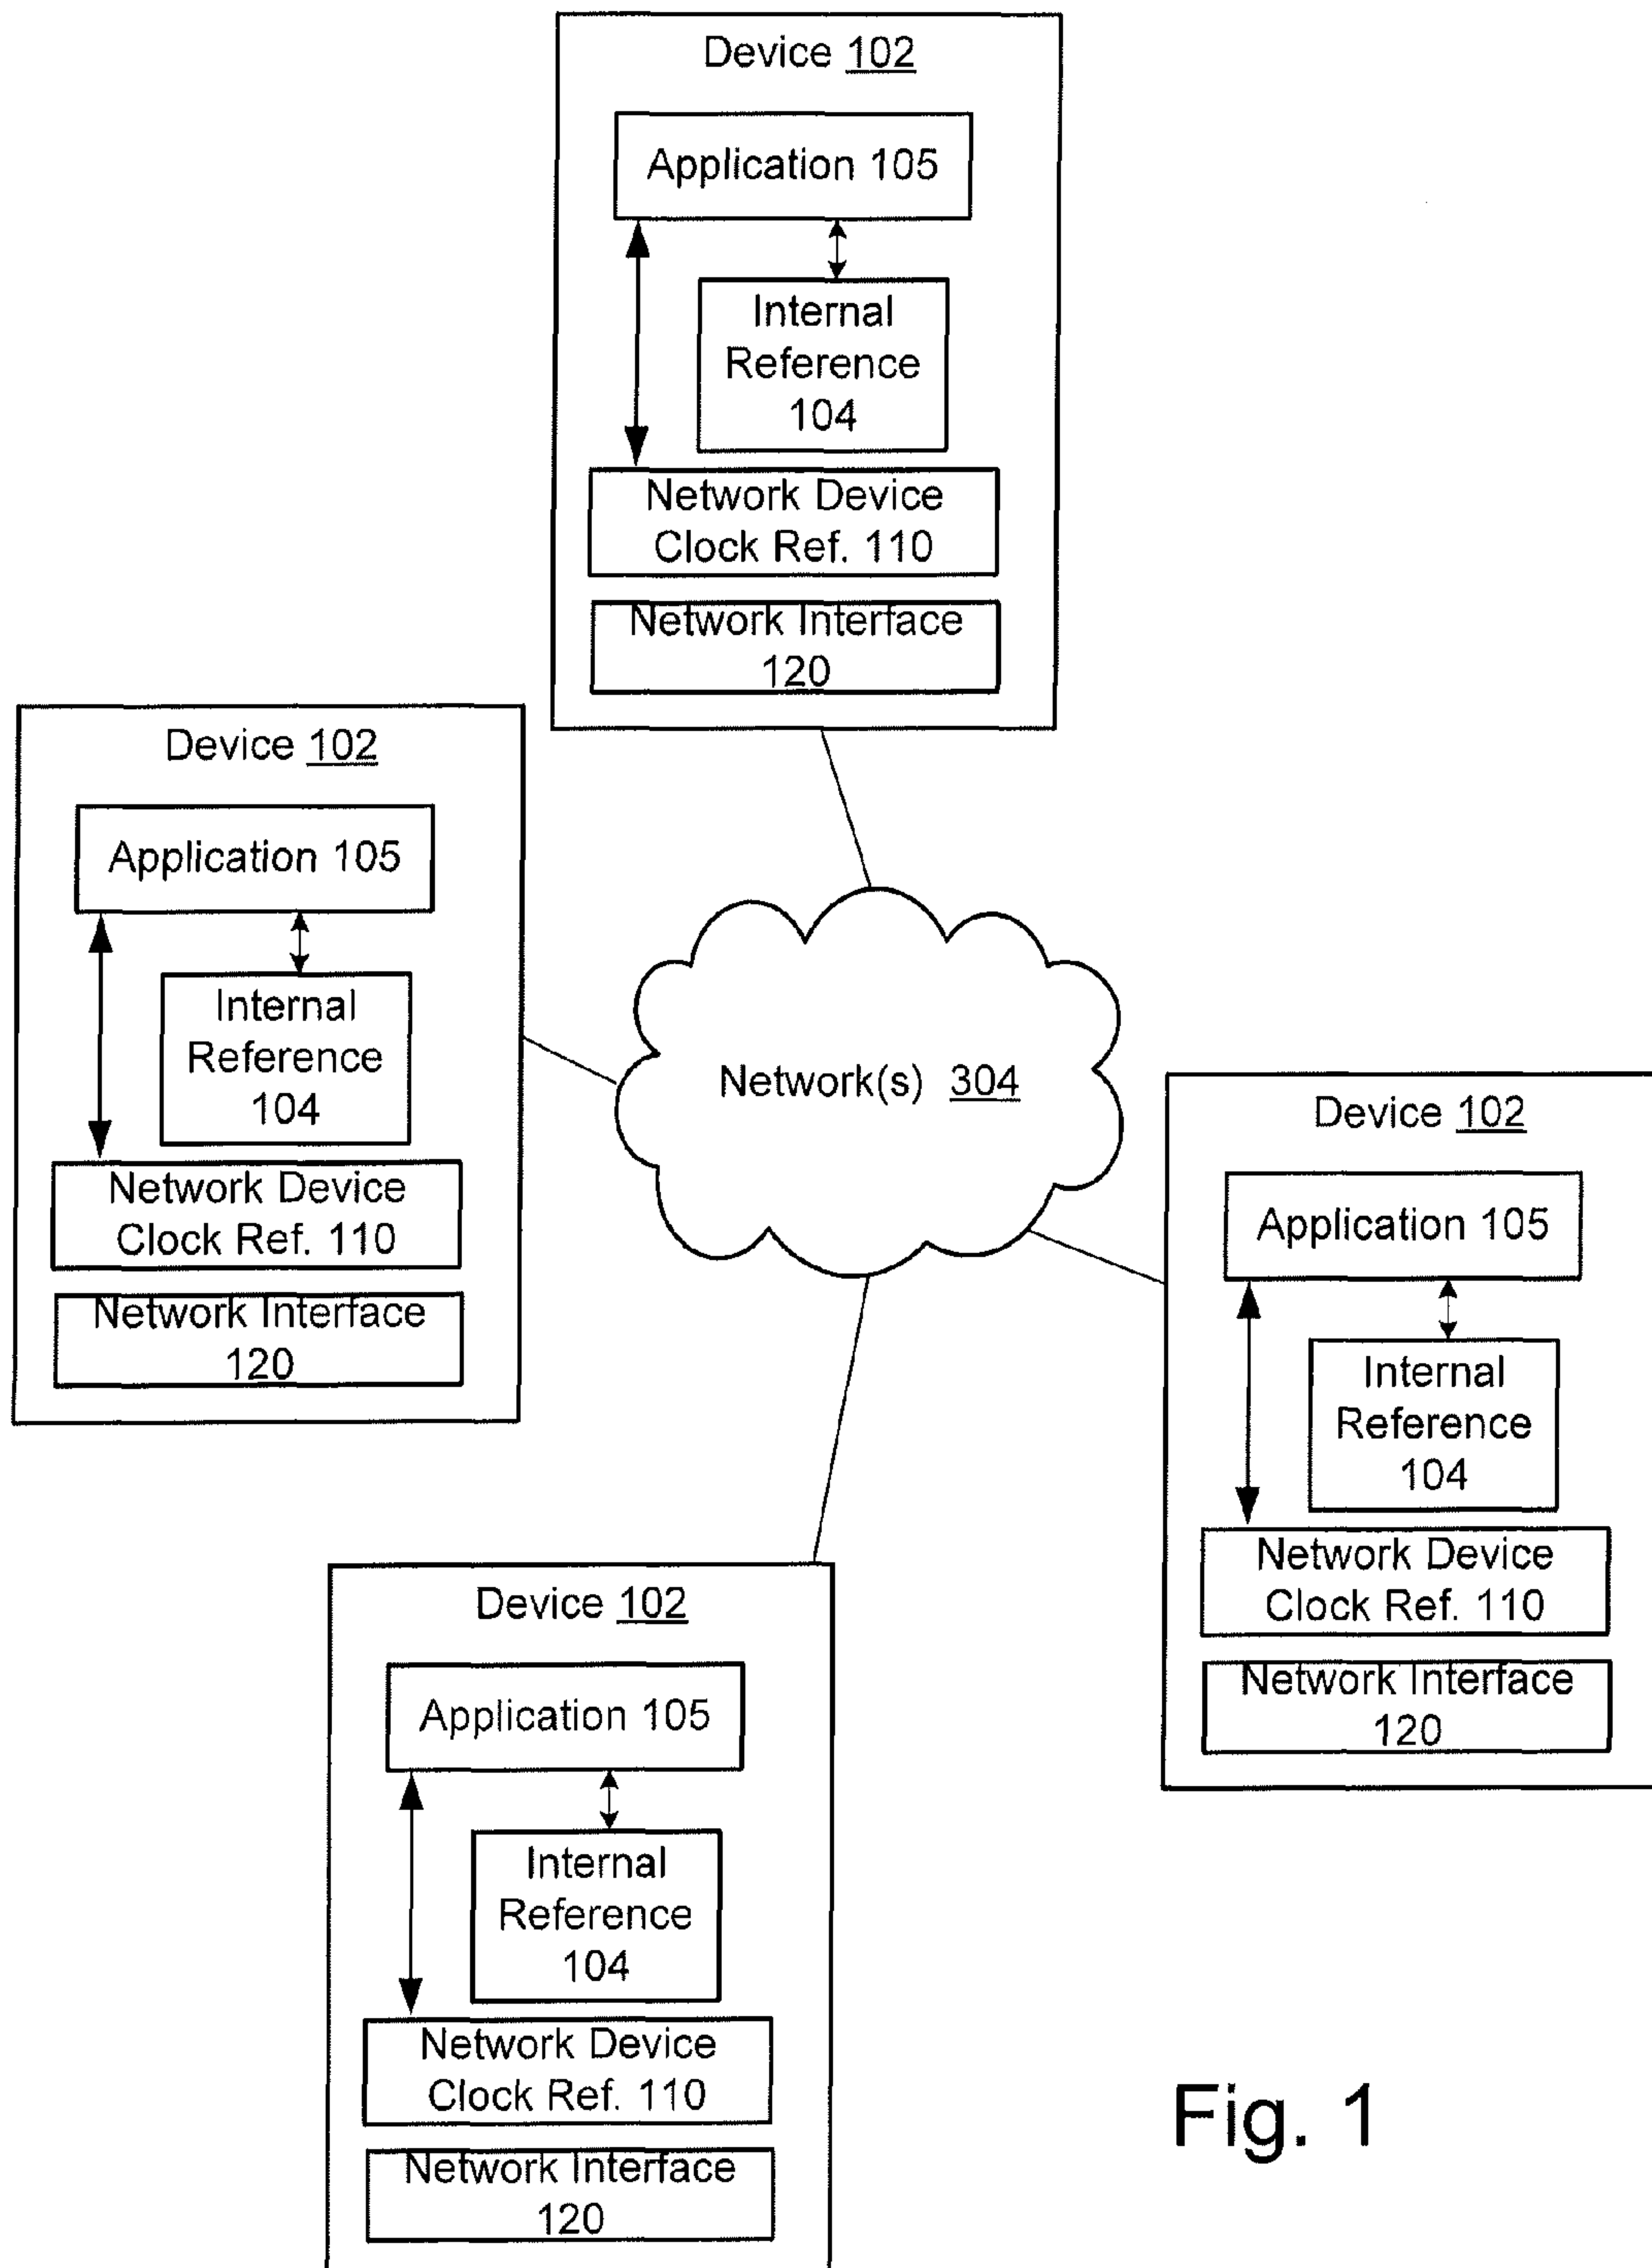 Device 102
Application 105
Internal
Reference
104
Network Device
Clock Ref. 110
Network Interface
120
Device 102
Application 105
Internal
Reference
104
Network Device
Clock Ref. 110
Network Interface
120
Network(s) 304
Device 102
Application 105
Internal
Reference
104
Network Device
Clock Ref. 110
Network Interface
120
Device 102
Application 105
Internal
Reference
104
Network Device
Clock Ref. 110
Network Interface
120
Fig. 1